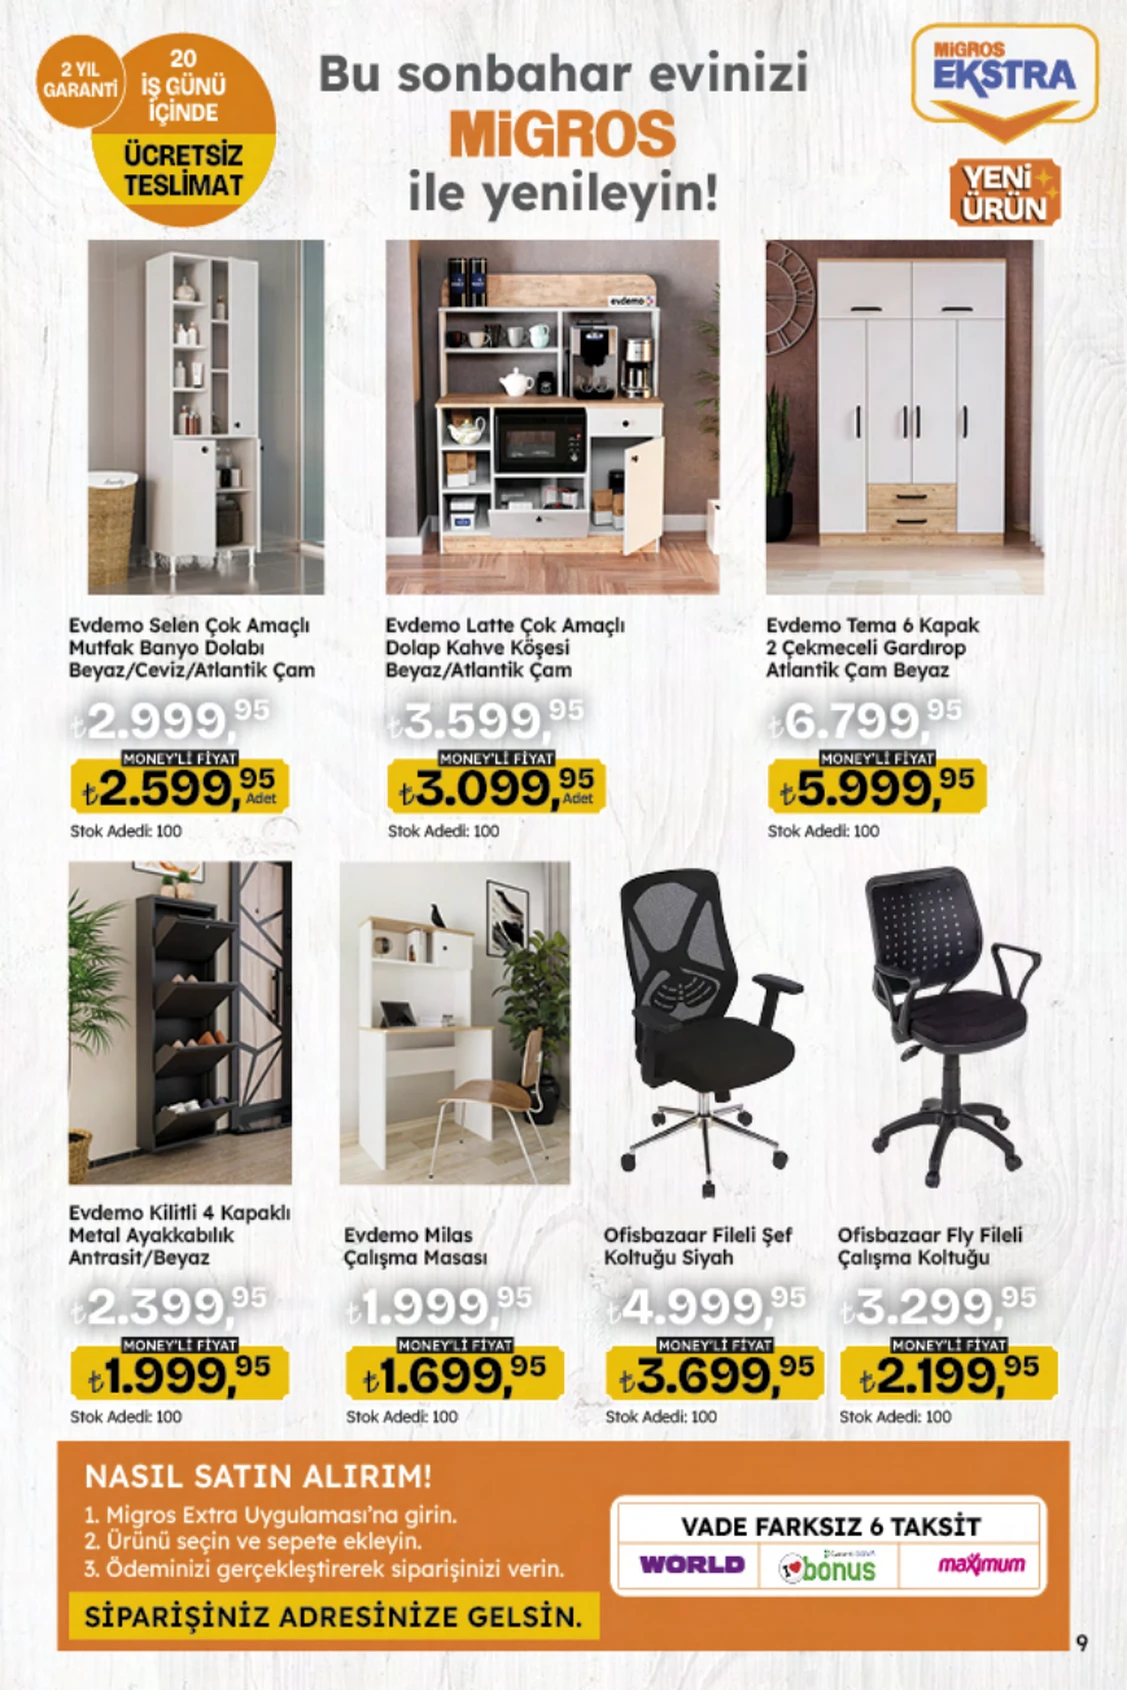 2 YIL
GARANTİ
20
İŞ GÜNÜ
İÇİNDE
ÜCRETSİZ
TESLİMAT
Bu sonbahar evinizi
MiGROS
ile yenileyin!
MiGROS
EKSTRA
YENi
ÜRÜN
evdemo
Evdemo Selen Çok Amaçlı
Mutfak Banyo Dolabı
Beyaz/Ceviz/Atlantik Çam
₺2.999,95
MONEY'Lİ FİYAT
₺2.599,95
Adet
Stok Adedi: 100
Evdemo Latte Çok Amaçlı
Dolap Kahve Köşesi
Beyaz/Atlantik Çam
₺3.599,95
MONEY'Lİ FİYAT
₺3.099,95
Adet
Stok Adedi: 100
Evdemo Tema 6 Kapak
2 Çekmeceli Gardırop
Atlantik Çam Beyaz
₺6.799,95
MONEY'Lİ FİYAT
₺5.999,95
Stok Adedi: 100
Evdemo Kilitli 4 Kapaklı
Metal Ayakkabılık
Antrasit/Beyaz
₺2.399,95
MONEY'Lİ FİYAT
₺1.999,95
Stok Adedi: 100
Evdemo Milas
Çalışma Masası
₺1.999,95
MONEY'Lİ FİYAT
₺1.699,95
Stok Adedi: 100
Ofisbazaar Fileli Şef
Koltuğu Siyah
₺4.999,95
MONEY'Lİ FİYAT
₺3.699,95
Stok Adedi: 100
Ofisbazaar Fly Fileli
Çalışma Koltuğu
₺3.299,95
MONEY'Lİ FİYAT
₺2.199,95
Stok Adedi: 100
NASIL SATIN ALIRIM!
1. Migros Extra Uygulaması'na girin.
2. Ürünü seçin ve sepete ekleyin.
3. Ödeminizi gerçekleştirerek siparişinizi verin.
SİPARİŞİNİZ ADRESİNİZE GELSİN.
VADE FARKSIZ 6 TAKSİT
WORLD
Garanti BBVA
bonus
maximum
9